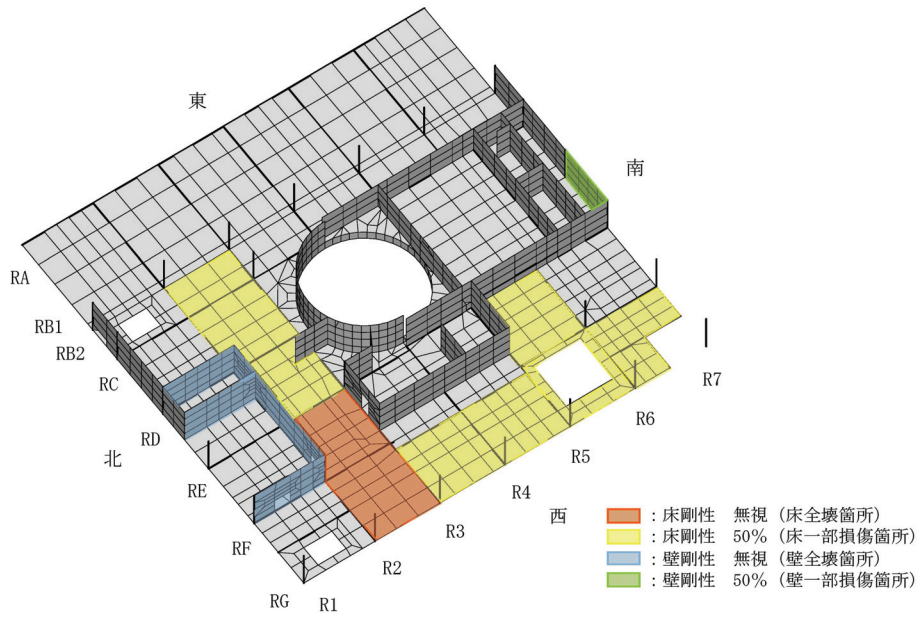 東
南
RA
RB1
RB2
RC
RD
北
RE
RF
RG
R1
R2
R3
R4
R5
R6
R7
西
:床剛性　無視(床全壊箇所)
:床剛性　50%(床一部損傷箇所)
:壁剛性　無視(壁全壊箇所)
:壁剛性　50%(壁一部損傷箇所)